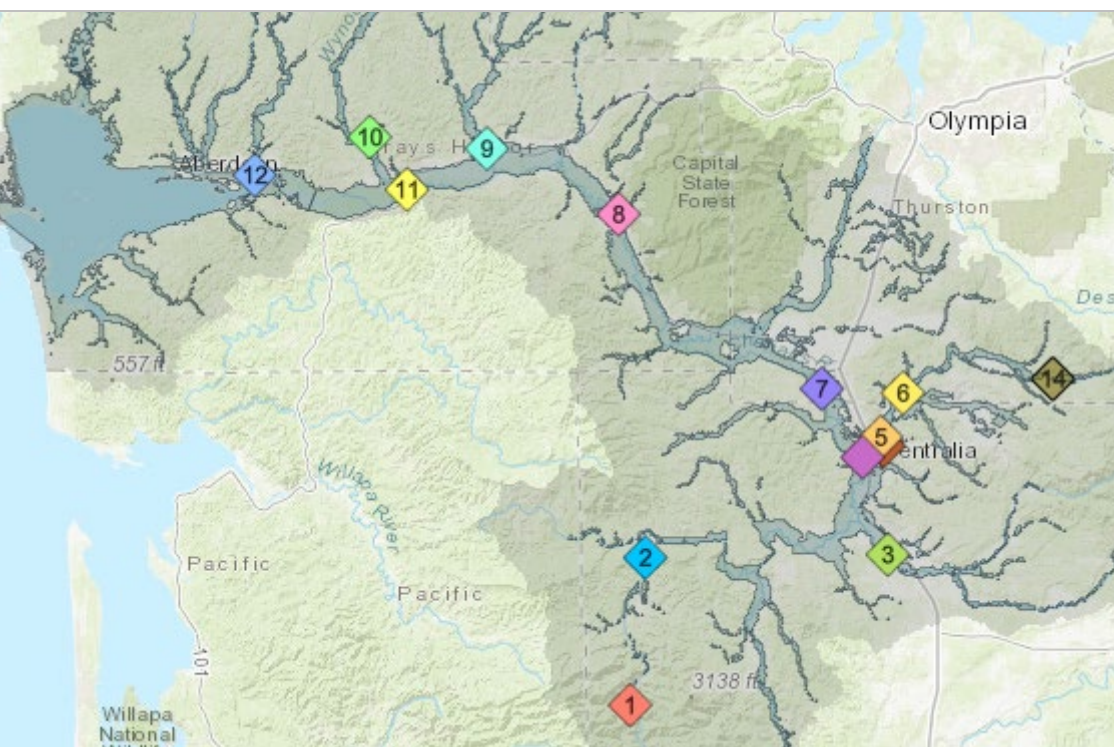 Olympia
10
9
Aberdeen
12
11
Capital
State
Forest
8
Thurston
Des
557 ft
7
6
14
5
entralia
Willapa River
2
3
Pacific
Pacific
3138 ft
1
101
Willapa
National